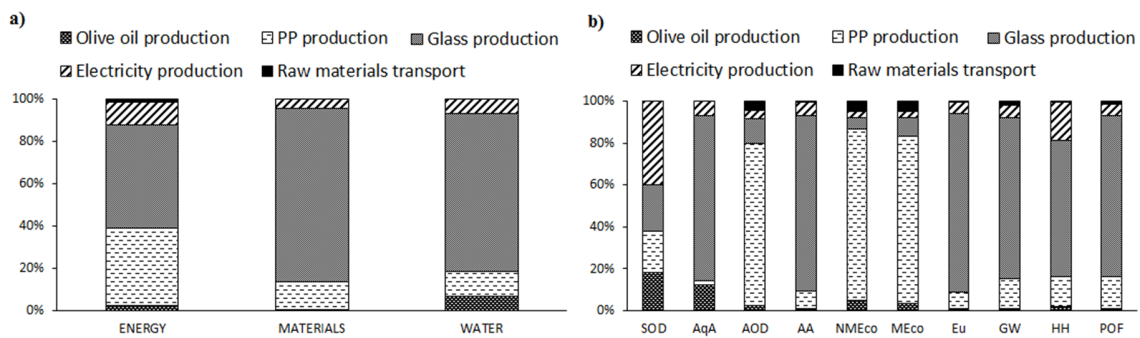 a)
Olive oil production PP production Glass production
Electricity production Raw materials transport
100%
80%
60%
40%
20%
0%
ENERGY MATERIALS WATER
b)
Olive oil production PP production Glass production
Electricity production Raw materials transport
100%
80%
60%
40%
20%
0%
SOD AqA AOD AA NMEco MEco Eu GW HH POF